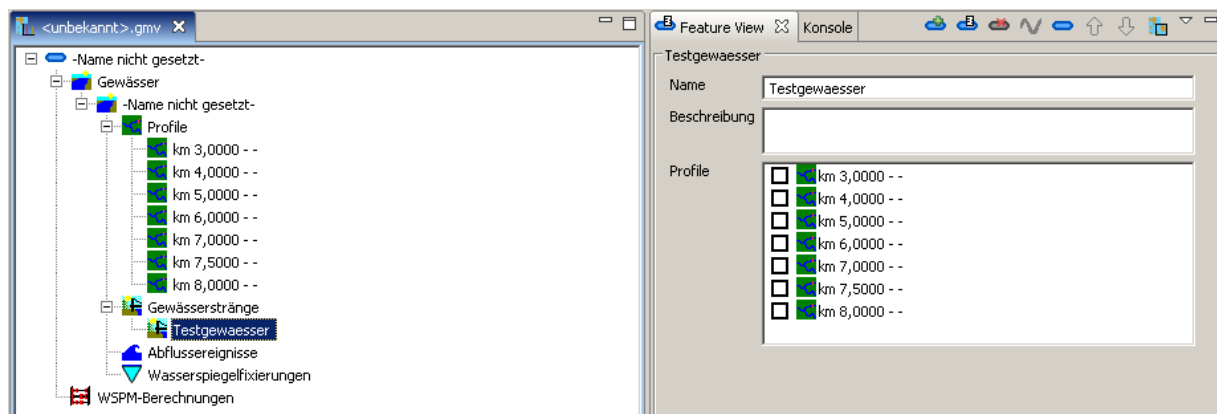 <unbekannt>.gmv
-Name nicht gesetzt-
Gewässer
-Name nicht gesetzt-
Profile
km 3,0000 - -
km 4,0000 - -
km 5,0000 - -
km 6,0000 - -
km 7,0000 - -
km 7,5000 - -
km 8,0000 - -
Gewässerstränge
Testgewaesser
Abflussereignisse
Wasserspiegelfixierungen
WSPM-Berechnungen
Feature View Konsole
Testgewaesser
Name Testgewaesser
Beschreibung
Profile
km 3,0000 - -
km 4,0000 - -
km 5,0000 - -
km 6,0000 - -
km 7,0000 - -
km 7,5000 - -
km 8,0000 - -